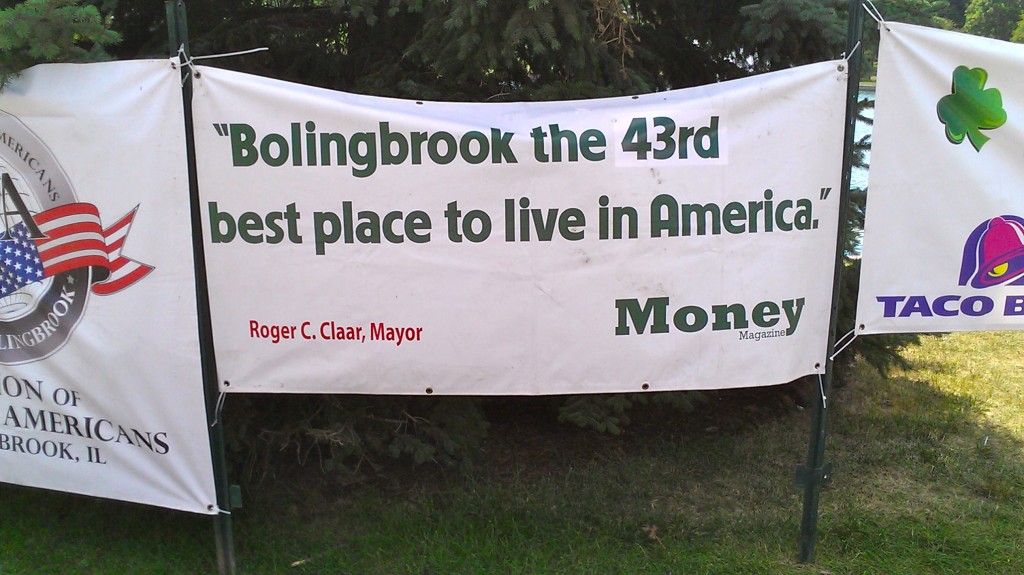 "Bolingbrook the 43rd
best place to live in America."
Roger C. Claar, Mayor
Money
Magazine
AMERICANS
A
LINGBROOK
ION OF
AMERICANS
BROOK, IL
TACO B